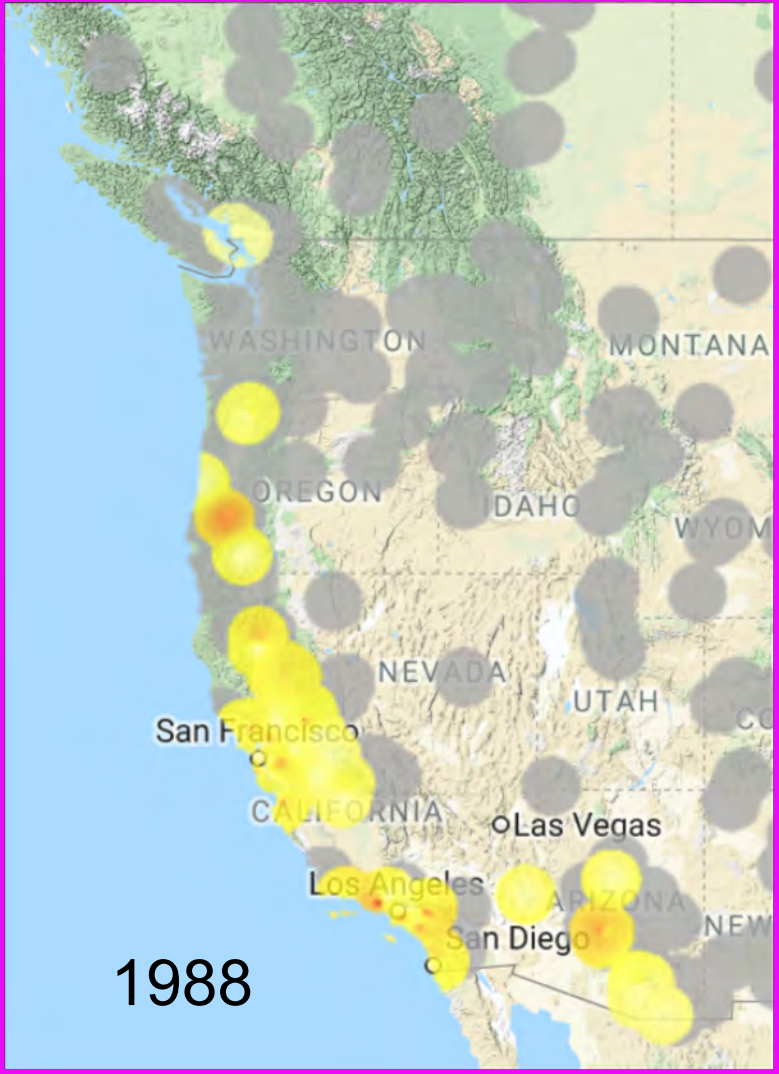 WASHINGTON
MONTANA
OREGON
IDAHO
WYOM
NEVADA
UTAH
CO
San Francisco
CALIFORNIA
Las Vegas
Los Angeles
ARIZONA
NEW
San Diego
1988